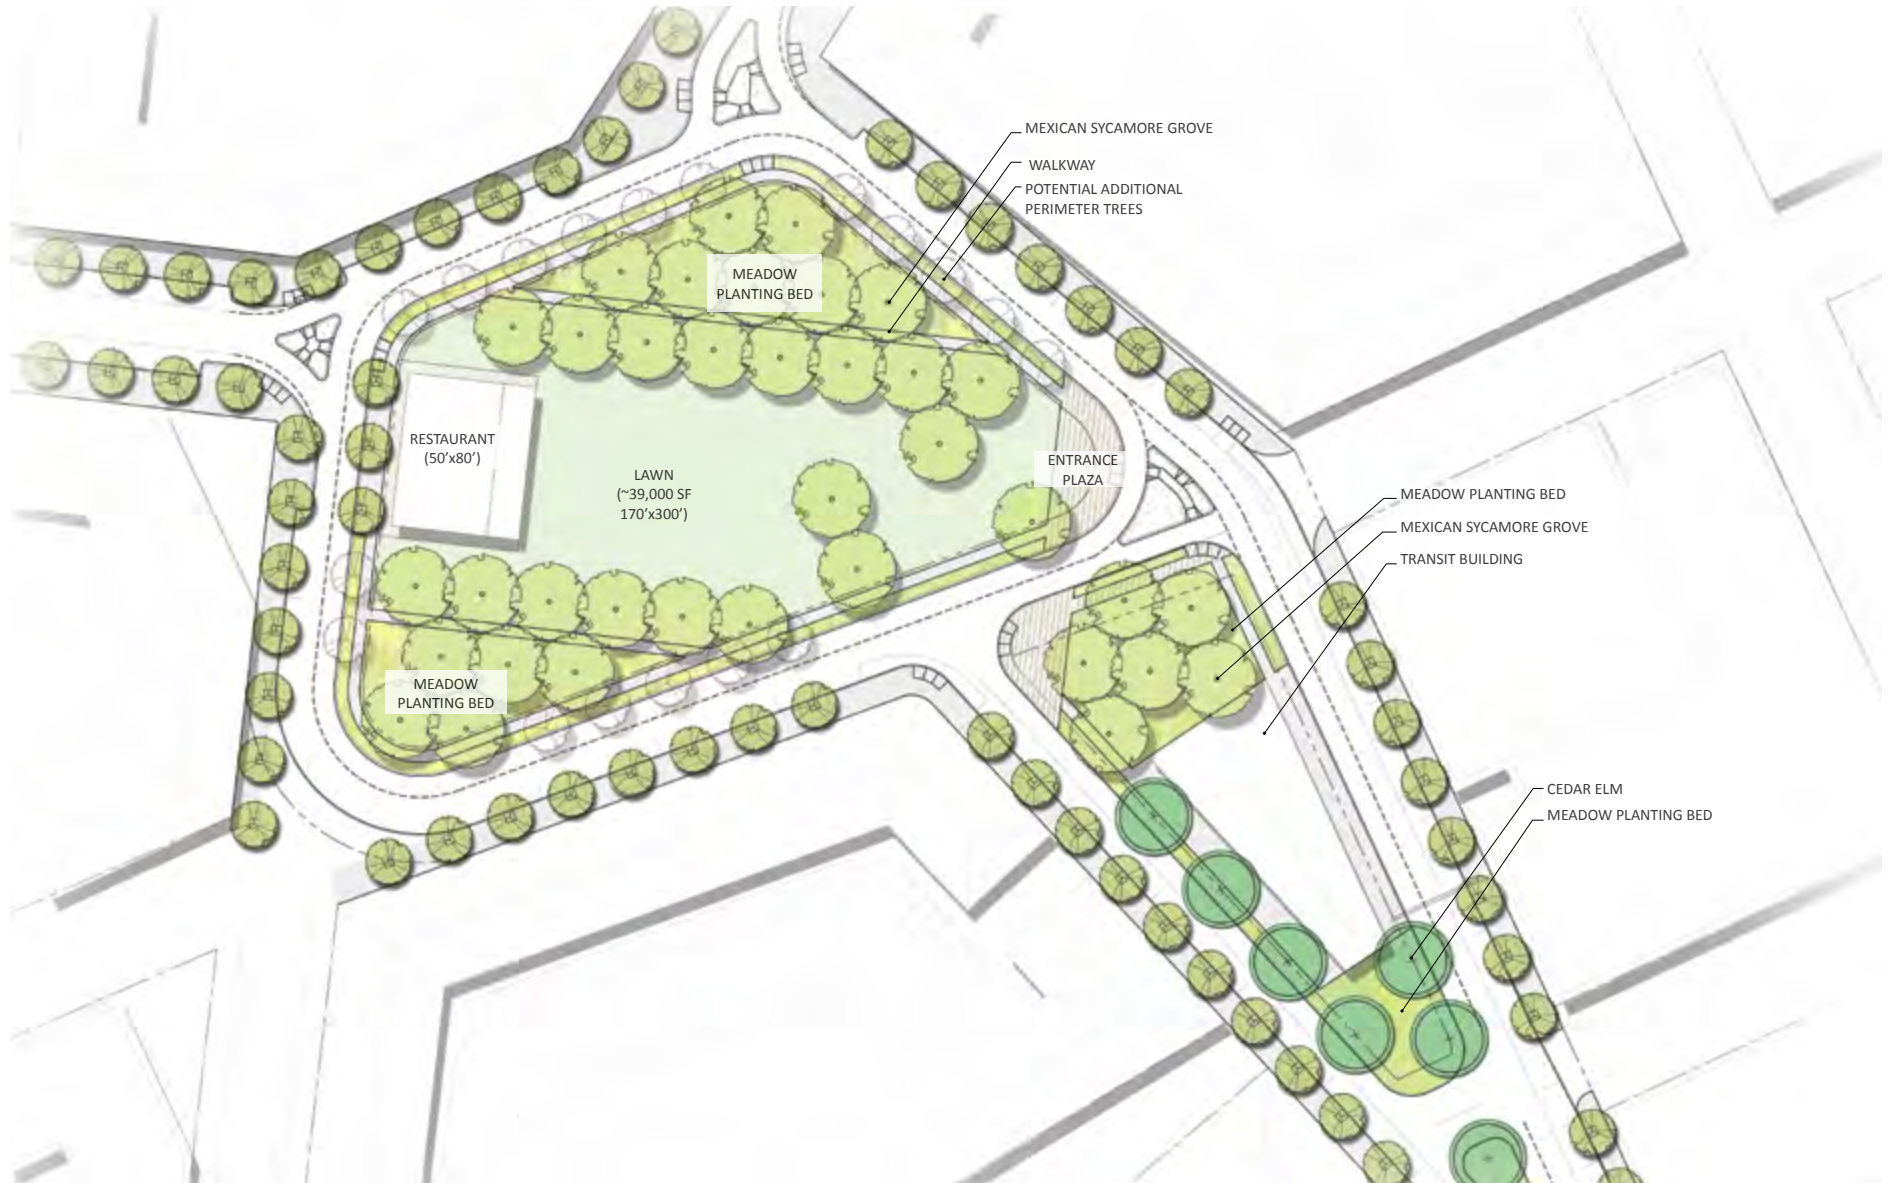 MEXICAN SYCAMORE GROVE
WALKWAY
POTENTIAL ADDITIONAL
PERIMETER TREES
MEADOW
PLANTING BED
RESTAURANT
(50'x80')
LAWN
(~39,000 SF
170'x300')
ENTRANCE
PLAZA
MEADOW PLANTING BED
MEXICAN SYCAMORE GROVE
TRANSIT BUILDING
MEADOW
PLANTING BED
CEDAR ELM
MEADOW PLANTING BED